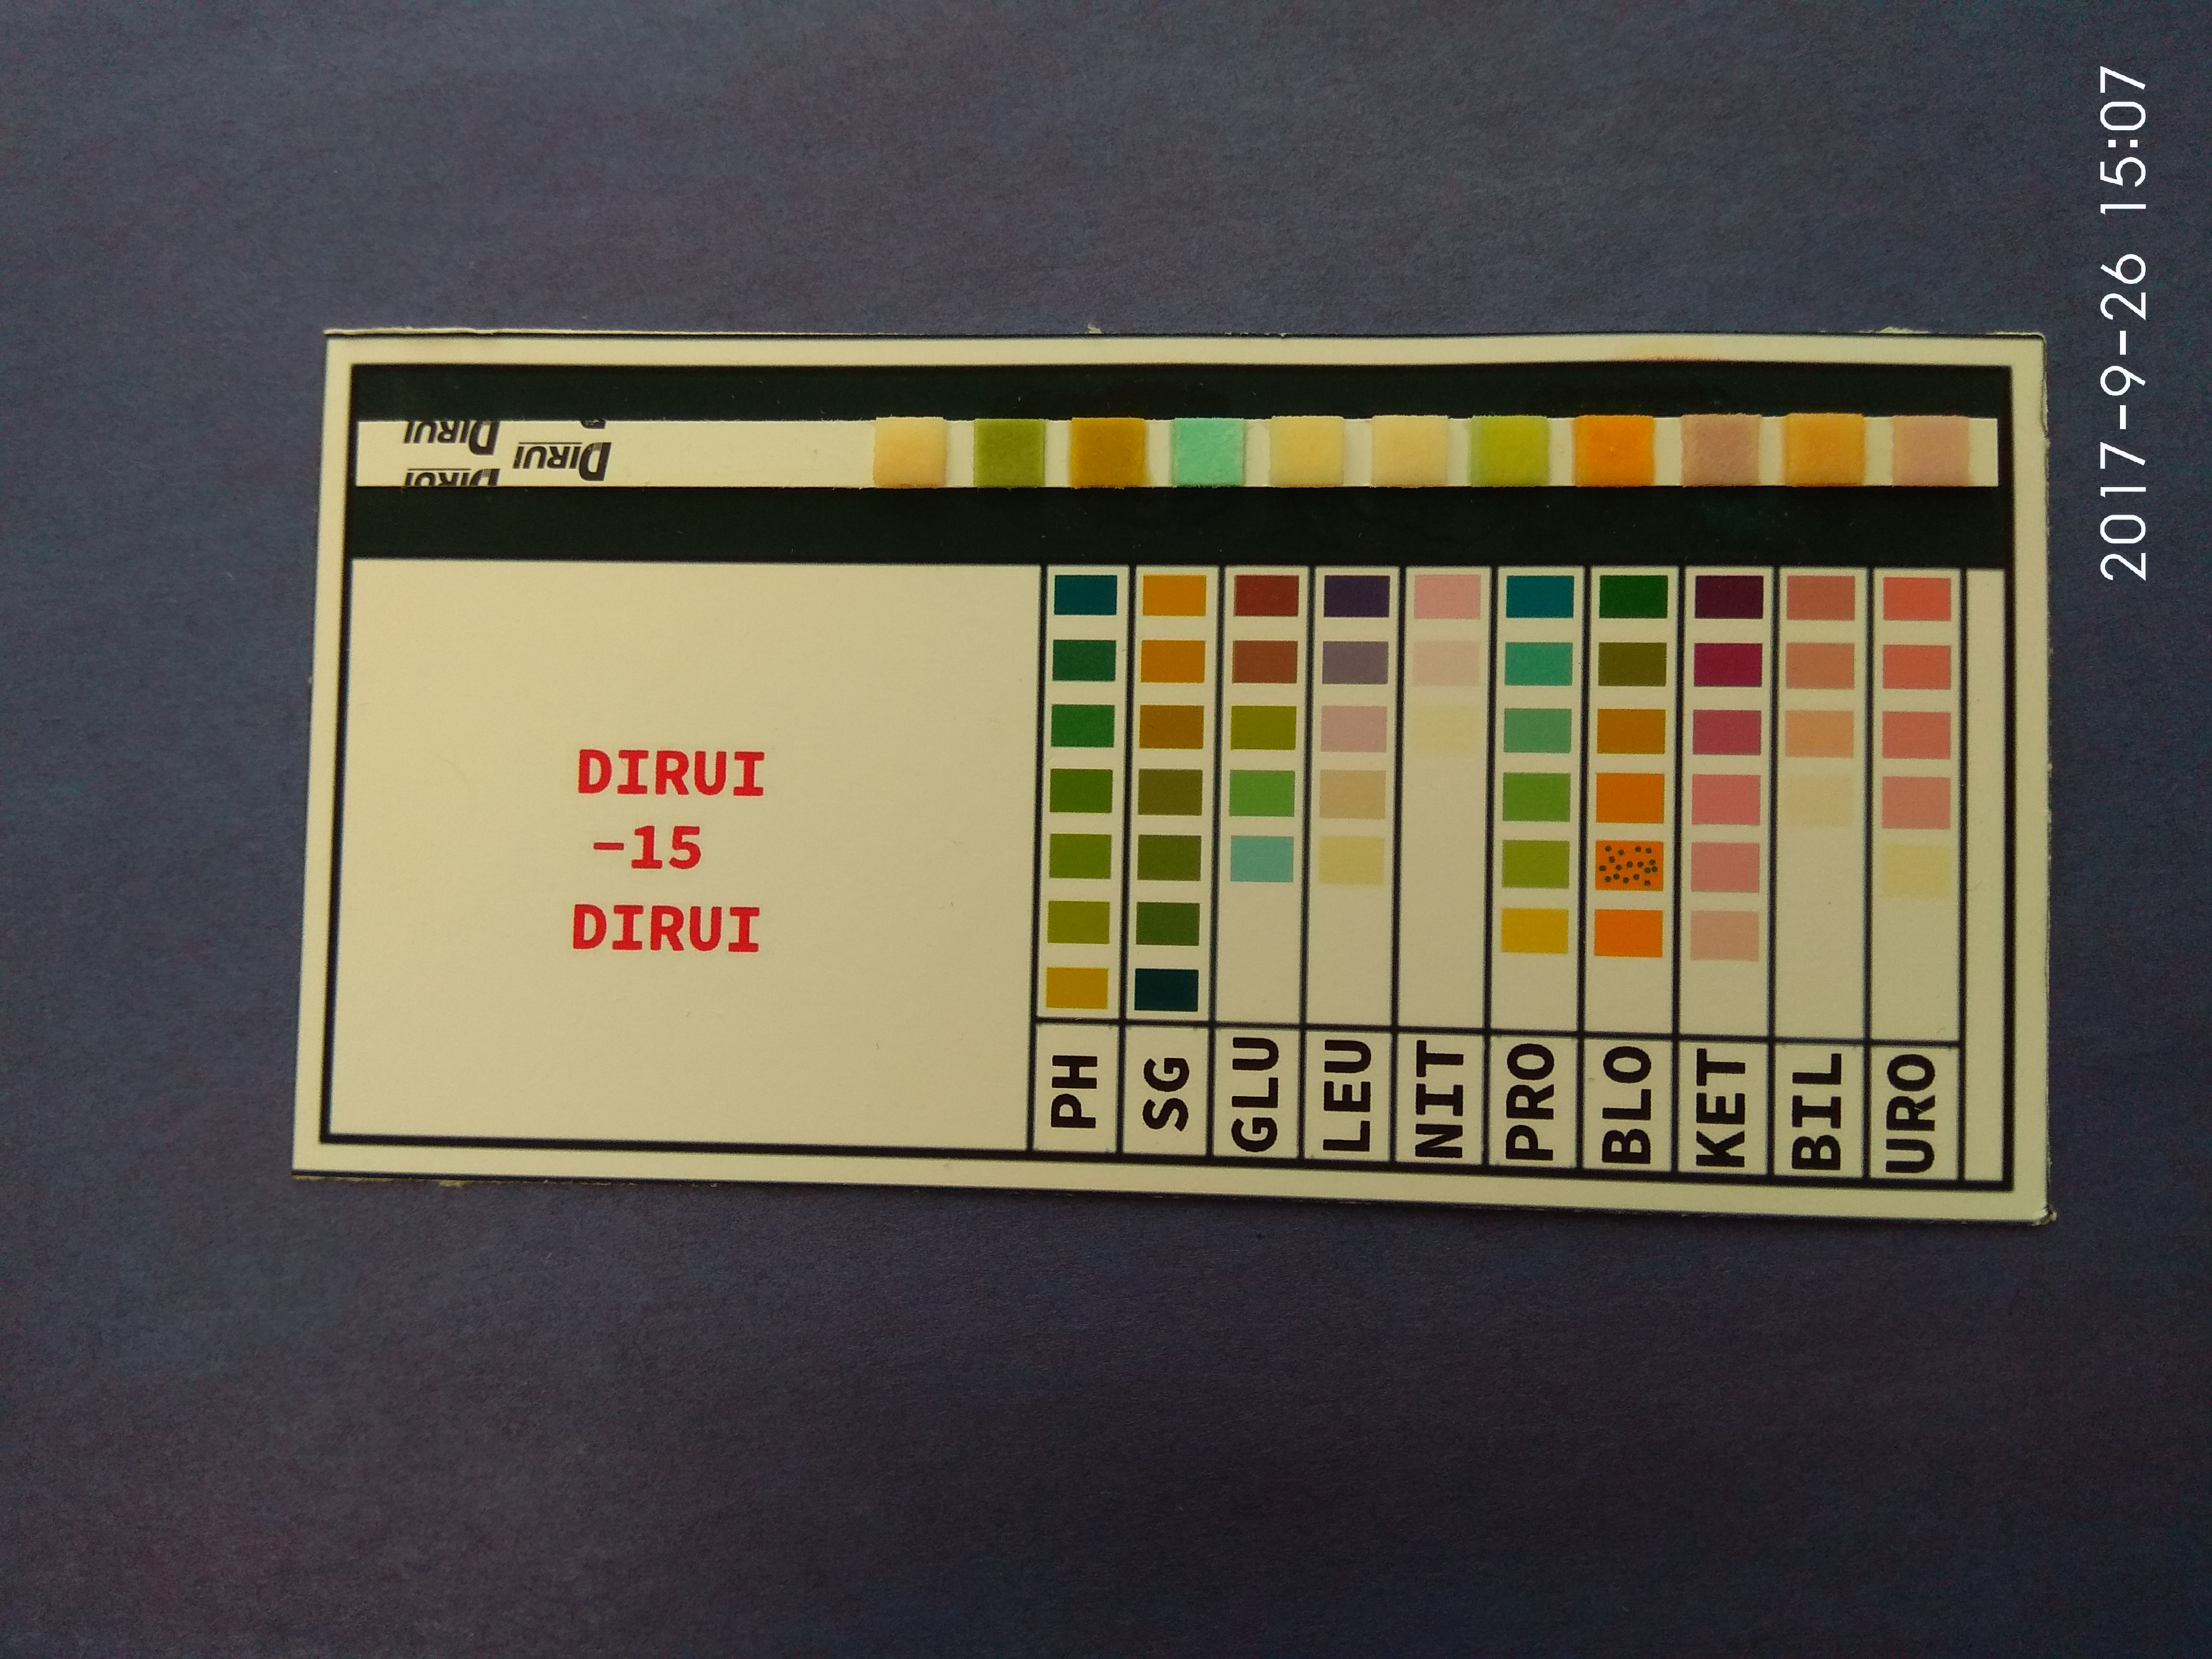 DIRUI
DIRUI
DIRUI
DIRUI
-15
DIRUI
PH
SG
GLU
LEU
NIT
PRO
BLO
KET
BIL
URO
2017-9-26 15:07